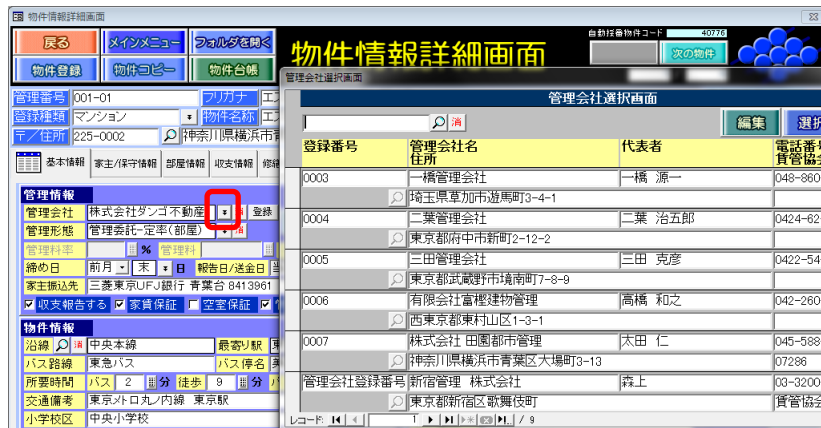 物件情報詳細画面
戻る メインメニュー フォルダを開く
物件登録 物件コピー 物件台帳
物件情報詳細画面
自動採番物件コード 40776
次の物件
管理番号 001-01 フリガナ エ
登録種類 マンション 物件名称 エ
〒/住所 225-0002 神奈川県横浜市青
基本情報 家主/保守情報 部屋情報 収支情報 修繕
管理情報
管理会社 株式会社ダンゴ不動産 消 登録
管理形態 管理委託-定率(部屋) 消
管理料率 % 管理料
締め日 前月 末 日 報告日/送金日 当
家主振込先 三菱東京UFJ銀行 青葉台 8413961
収支報告する 家賃保証 空室保証
物件情報
沿線 消 中央本線 最寄り駅 東
バス路線 東急バス バス停名 美
所要時間 バス 2 分 徒歩 9 分 バ
交通備考 東京メトロ丸ノ内線 東京駅
小学校区 中央小学校
管理会社選択画面
管理会社選択画面
消 編集 選択
登録番号 管理会社名 代表者 電話番号
住所 賃管協会
0003 一橋管理会社 一橋 源一 048-860
埼玉県草加市遊馬町3-4-1
0004 二葉管理会社 二葉 治五郎 0424-62
東京都府中市新町2-12-2
0005 三田管理会社 三田 克彦 0422-54
東京都武蔵野市境南町7-8-9
0006 有限会社富樫建物管理 高橋 和之 042-260
西東京都東村山区1-3-1
0007 株式会社 田園都市管理 太田 仁 045-588
神奈川県横浜市青葉区大場町3-13 07286
管理会社登録番号 新宿管理 株式会社 森上 03-3200
東京都新宿区歌舞伎町 賃管協会
レコード: 1 / 9